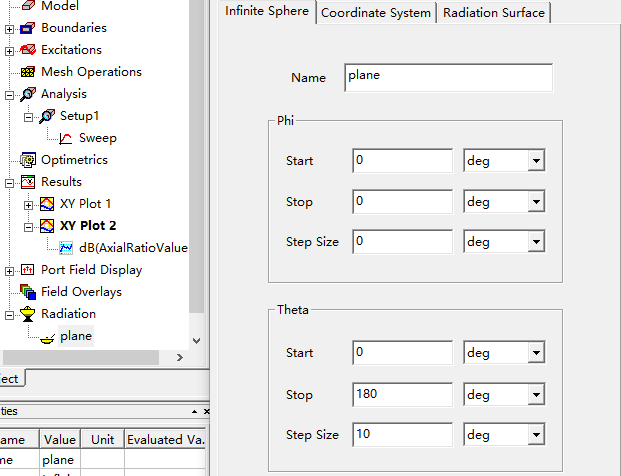 Model
Boundaries
Excitations
Mesh Operations
Analysis
Setup1
Sweep
Optimetrics
Results
XY Plot 1
XY Plot 2
dB(AxialRatioValue
Port Field Display
Field Overlays
Radiation
plane
ect
ties
ame Value Unit Evaluated Va..
me plane
Infinite Sphere Coordinate System Radiation Surface
Name plane
Phi
Start 0 deg
Stop 0 deg
Step Size 0 deg
Theta
Start 0 deg
Stop 180 deg
Step Size 10 deg